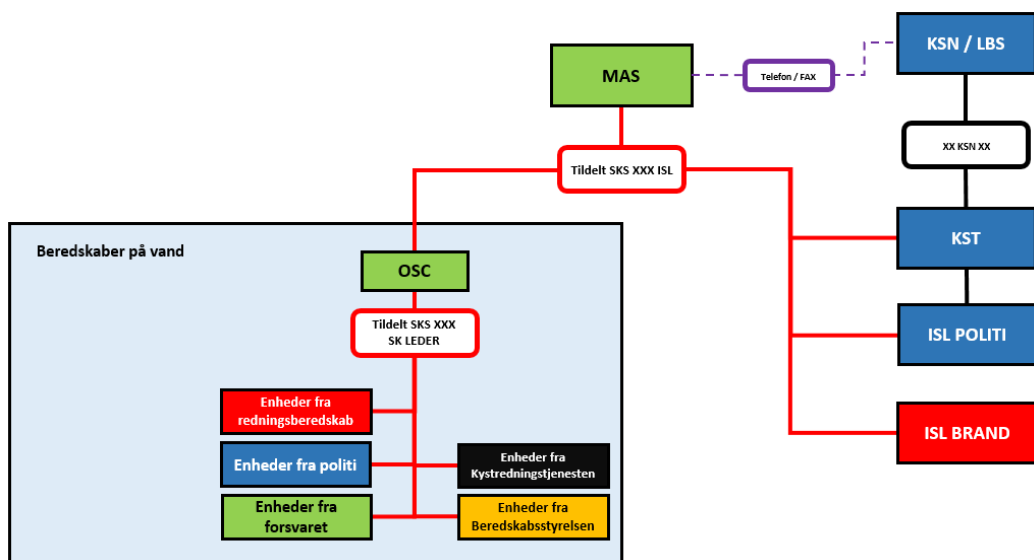 KSN / LBS
MAS
Telefon / FAX
XX KSN XX
Tildelt SKS XXX ISL
KST
Beredskaber på vand
OSC
Tildelt SKS XXX
SK LEDER
ISL POLITI
Enheder fra
redningsberedskab
ISL BRAND
Enheder fra politi
Enheder fra
Kystredningstjenesten
Enheder fra
forsvaret
Enheder fra
Beredskabsstyrelsen